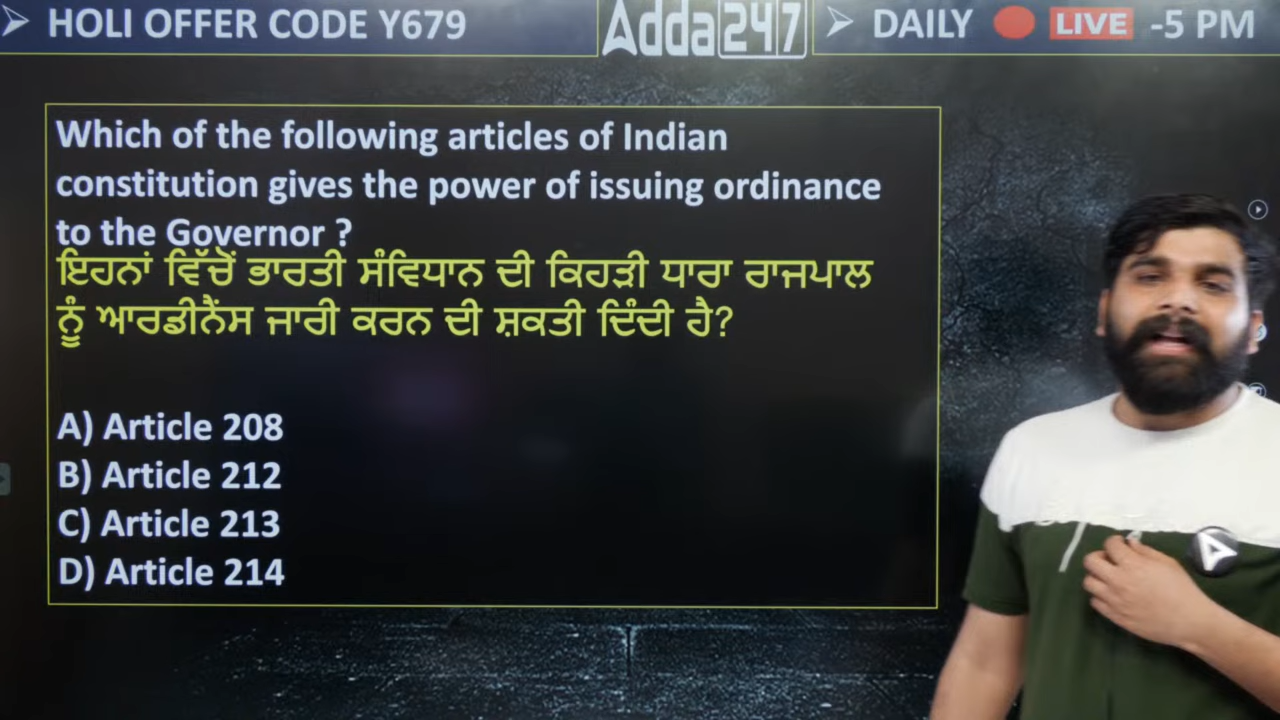 ➤ HOLI OFFER CODE Y679
Adda247
➤ DAILY LIVE -5 PM
Which of the following articles of Indian
constitution gives the power of issuing ordinance
to the Governor ?
ਇਹਨਾਂ ਵਿੱਚੋਂ ਭਾਰਤੀ ਸੰਵਿਧਾਨ ਦੀ ਕਿਹੜੀ ਧਾਰਾ ਰਾਜਪਾਲ
ਨੂੰ ਆਰਡੀਨੈਂਸ ਜਾਰੀ ਕਰਨ ਦੀ ਸ਼ਕਤੀ ਦਿੰਦੀ ਹੈ?
A) Article 208
B) Article 212
C) Article 213
D) Article 214